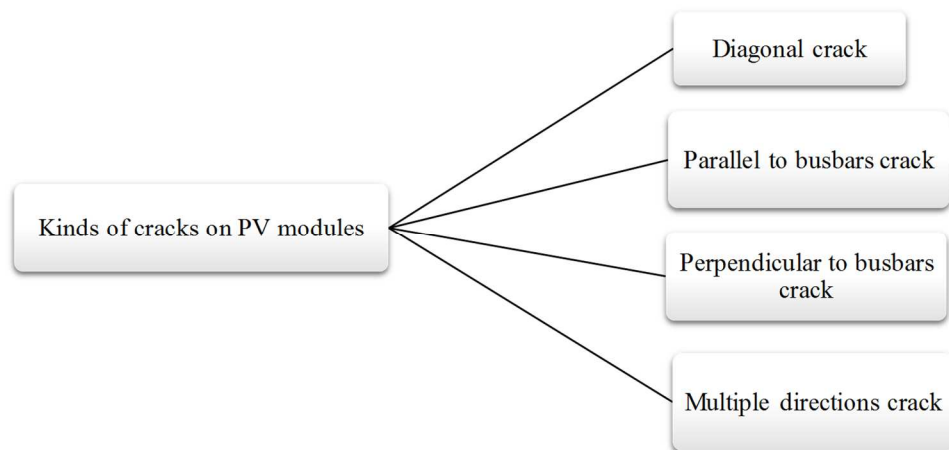 Diagonal crack
Parallel to busbars crack
Kinds of cracks on PV modules
Perpendicular to busbars
crack
Multiple directions crack